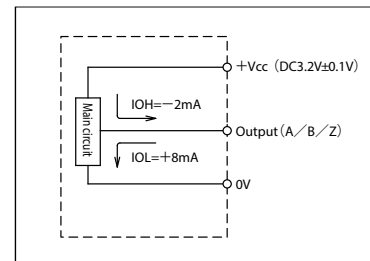 +Vcc (DC3.2V±0.1V)
Main circuit
IOH=−2mA
Output(A/B/Z)
IOL=+8mA
0V